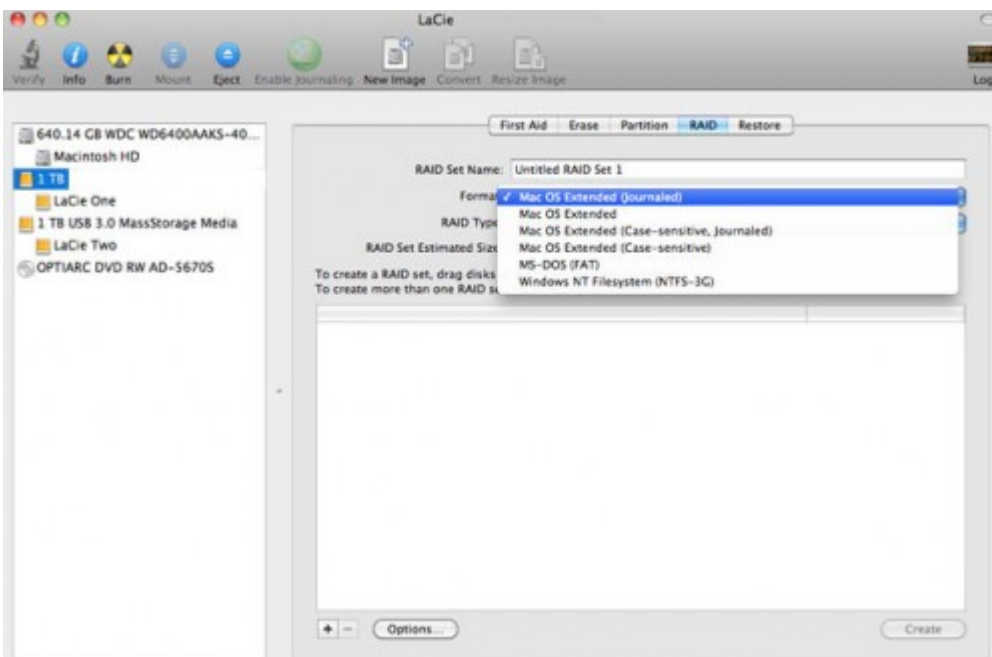 LaCie
Verify Info Burn Mount Eject Enable Journaling New Image Convert Resize Image Log
640.14 GB WDC WD6400AAKS-40...
Macintosh HD
1 TB
LaCie One
1 TB USB 3.0 MassStorage Media
LaCie Two
OPTIARC DVD RW AD-5670S
First Aid Erase Partition RAID Restore
RAID Set Name: Untitled RAID Set 1
Forma ✓ Mac OS Extended (Journaled)
Mac OS Extended
RAID Type
Mac OS Extended (Case-sensitive, Journaled)
RAID Set Estimated Size
Mac OS Extended (Case-sensitive)
MS-DOS (FAT)
Windows NT Filesystem (NTFS-3G)
To create a RAID set, drag disks
To create more than one RAID se
+ - Options... Create